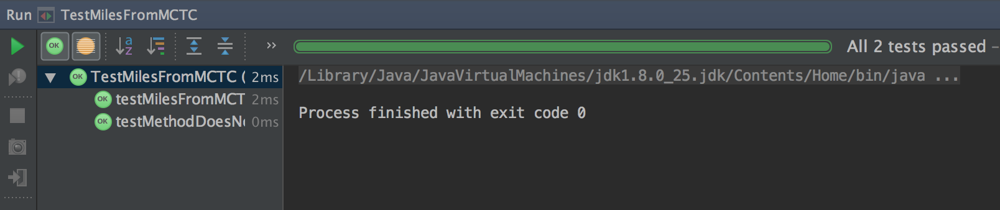 Run TestMilesFromMCTC
OK a z » All 2 tests passed –
OK TestMilesFromMCTC ( 2ms
OK testMilesFromMCT 2ms
OK testMethodDoesN 0ms
/Library/Java/JavaVirtualMachines/jdk1.8.0_25.jdk/Contents/Home/bin/java ...
Process finished with exit code 0